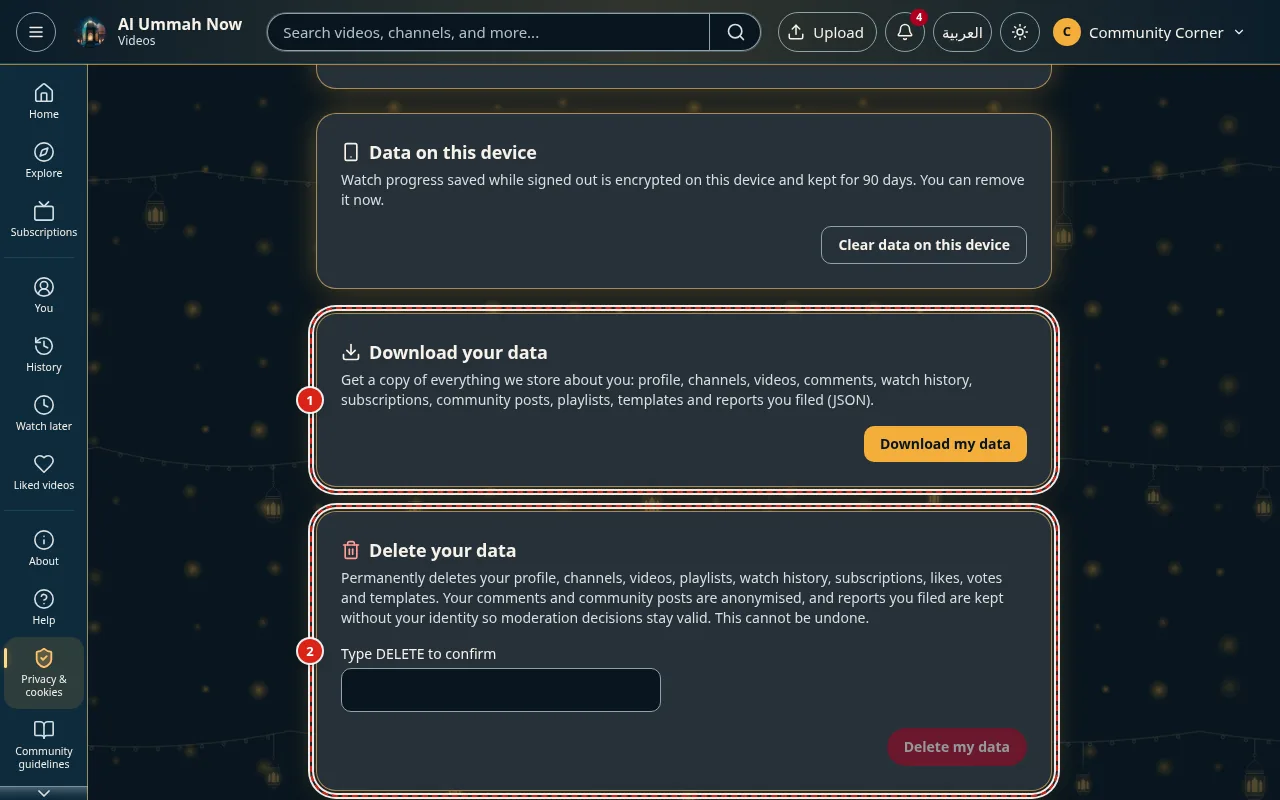 Al Ummah Now
Videos
Search videos, channels, and more...
Upload
4
العربية
C
Community Corner
Home
Explore
Subscriptions
You
History
Watch later
Liked videos
About
Help
Privacy &
cookies
Community
guidelines
Data on this device
Watch progress saved while signed out is encrypted on this device and kept for 90 days. You can remove
it now.
Clear data on this device
1
Download your data
Get a copy of everything we store about you: profile, channels, videos, comments, watch history,
subscriptions, community posts, playlists, templates and reports you filed (JSON).
Download my data
2
Delete your data
Permanently deletes your profile, channels, videos, playlists, watch history, subscriptions, likes, votes
and templates. Your comments and community posts are anonymised, and reports you filed are kept
without your identity so moderation decisions stay valid. This cannot be undone.
Type DELETE to confirm
Delete my data